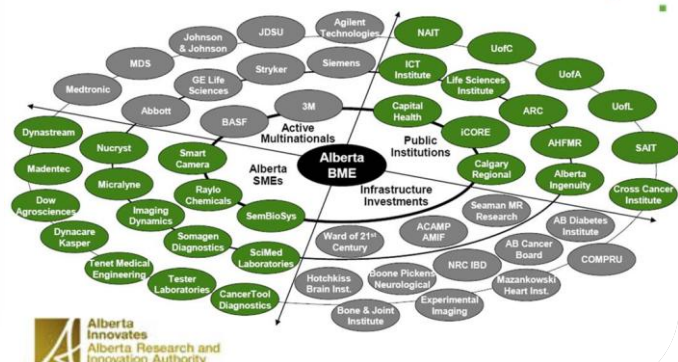 Agilent
Technologies
JDSU
NAIT
Johnson
& Johnson
UofC
MDS
Siemens
ICT
Institute
Stryker
UofA
GE Life
Sciences
Life Sciences
Institute
Medtronic
Abbott
3M
Capital
Health
ARC
UofL
BASF
Active
Multinationals
iCORE
Dynastream
Nucryst
Public
Institutions
AHFMR
SAIT
Smart
Camera
Alberta
BME
Calgary
Regional
Madentec
Alberta
SMEs
Alberta
Ingenuity
Micralyne
Raylo
Chemicals
Infrastructure
Investments
Cross Cancer
Institute
Dow
Agrosciences
Imaging
Dynamics
SemBioSys
Seaman MR
Research
ACAMP
AMIF
AB Diabetes
Institute
Dynacare
Kasper
Somagen
Diagnostics
Ward of 21st
Century
SciMed
Laboratories
AB Cancer
Board
COMPRU
Tenet Medical
Engineering
NRC IBD
Hotchkiss
Brain Inst.
Boone Pickens
Neurological
Mazankowski
Heart Inst.
Tester
Laboratories
CancerTool
Diagnostics
Experimental
Imaging
Bone & Joint
Institute
Alberta
Innovates
Alberta Research and
Innovation Authority